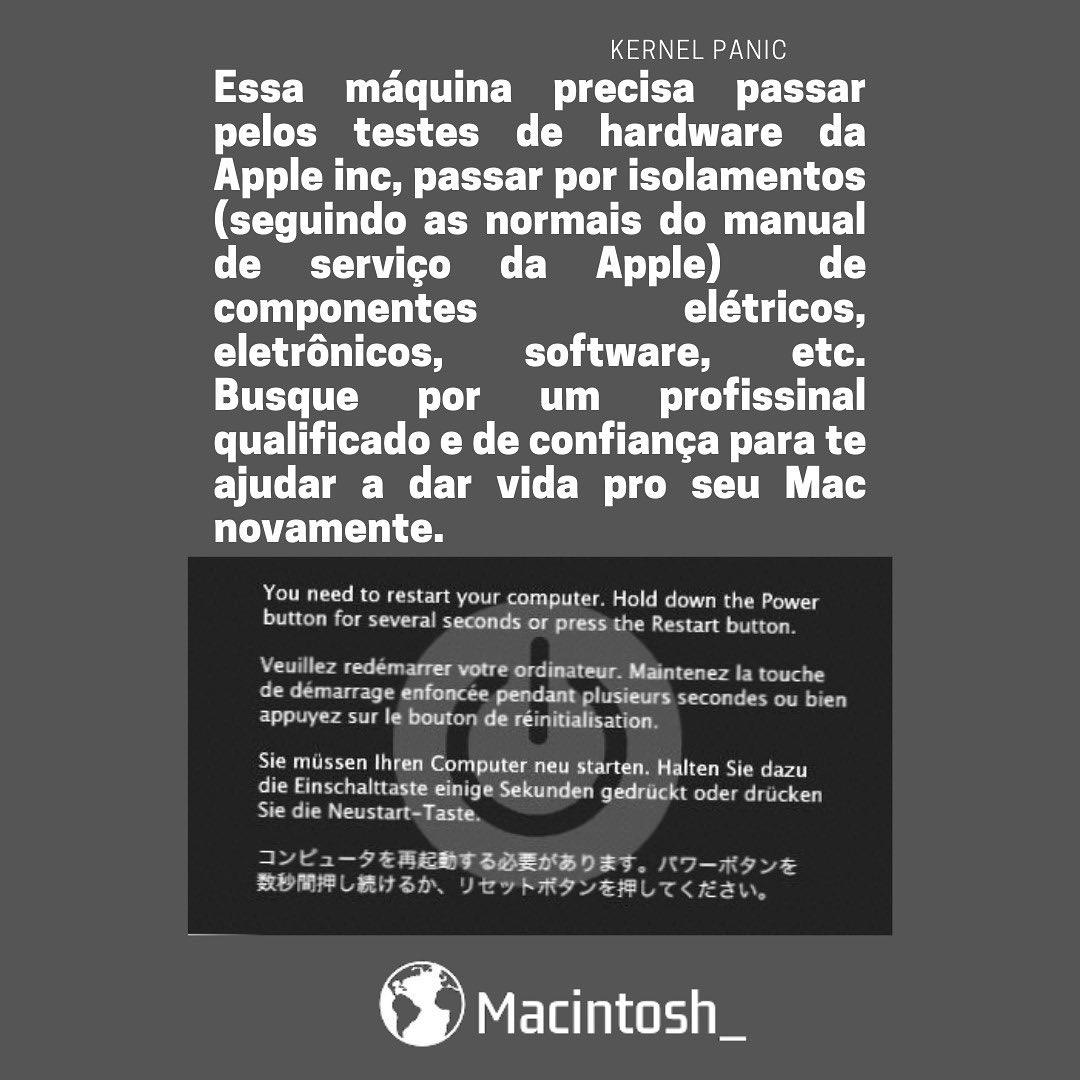 KERNEL PANIC
Essa máquina precisa passar
pelos testes de hardware da
Apple inc, passar por isolamentos
(seguindo as normais do manual
de serviço da Apple) de
componentes elétricos,
eletrônicos, software, etc.
Busque por um profissinal
qualificado e de confiança para te
ajudar a dar vida pro seu Mac
novamente.
You need to restart your computer. Hold down the Power
button for several seconds or press the Restart button.
Veuillez redémarrer votre ordinateur. Maintenez la touche
de démarrage enfoncée pendant plusieurs secondes ou bien
appuyez sur le bouton de réinitialisation.
Sie müssen Ihren Computer neu starten. Halten Sie dazu
die Einschalttaste einige Sekunden gedrückt oder drücken
Sie die Neustart-Taste.
コンピュータを再起動する必要があります。パワーボタンを
数秒間押し続けるか、リセットボタンを押してください。
Macintosh_